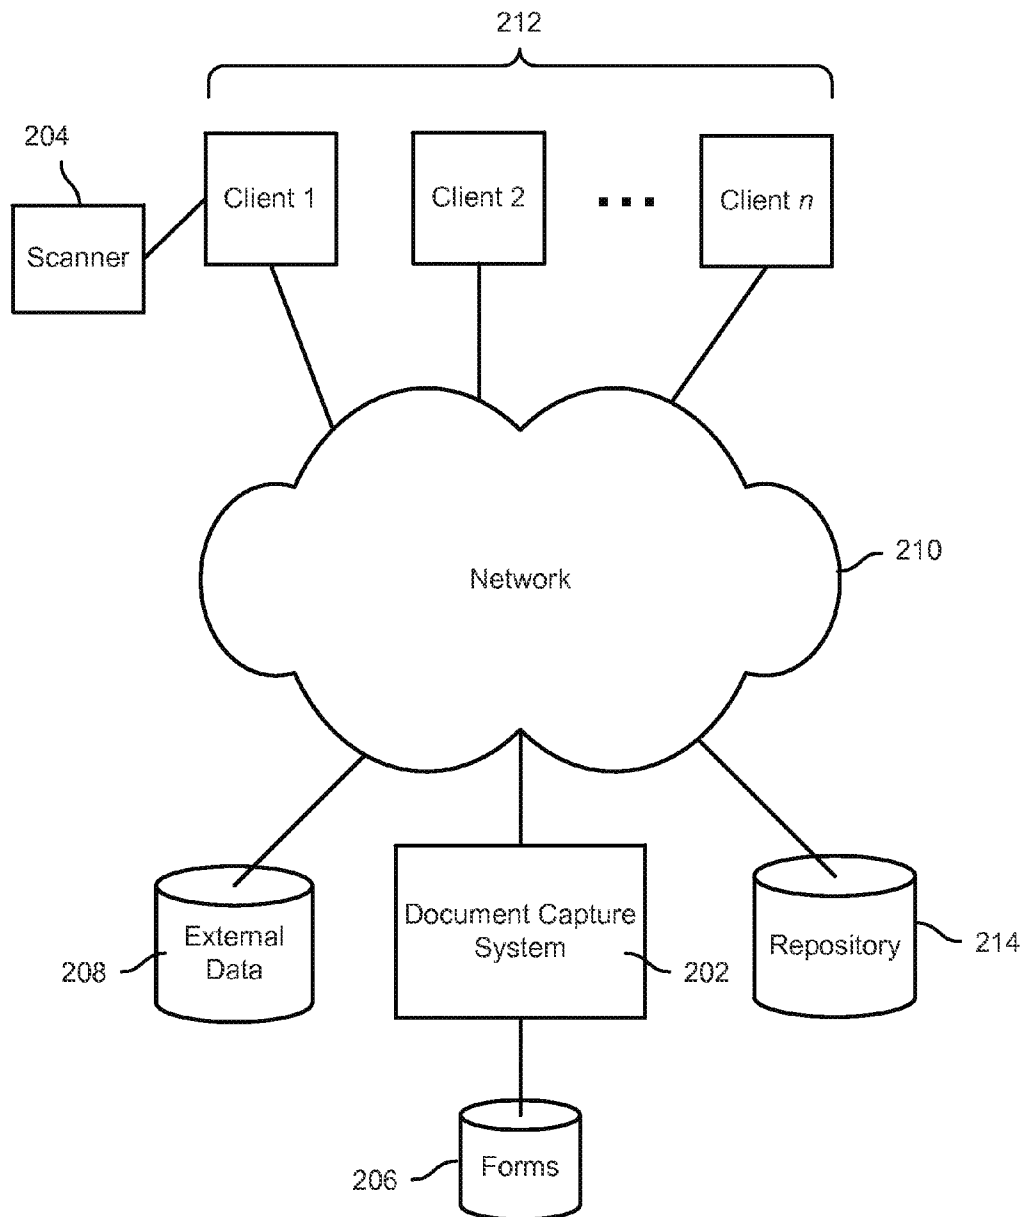 212
204
Client 1
Client 2
...
Client n
Scanner
210
Network
External
Data
208
Document Capture
System
202
Repository
214
Forms
206